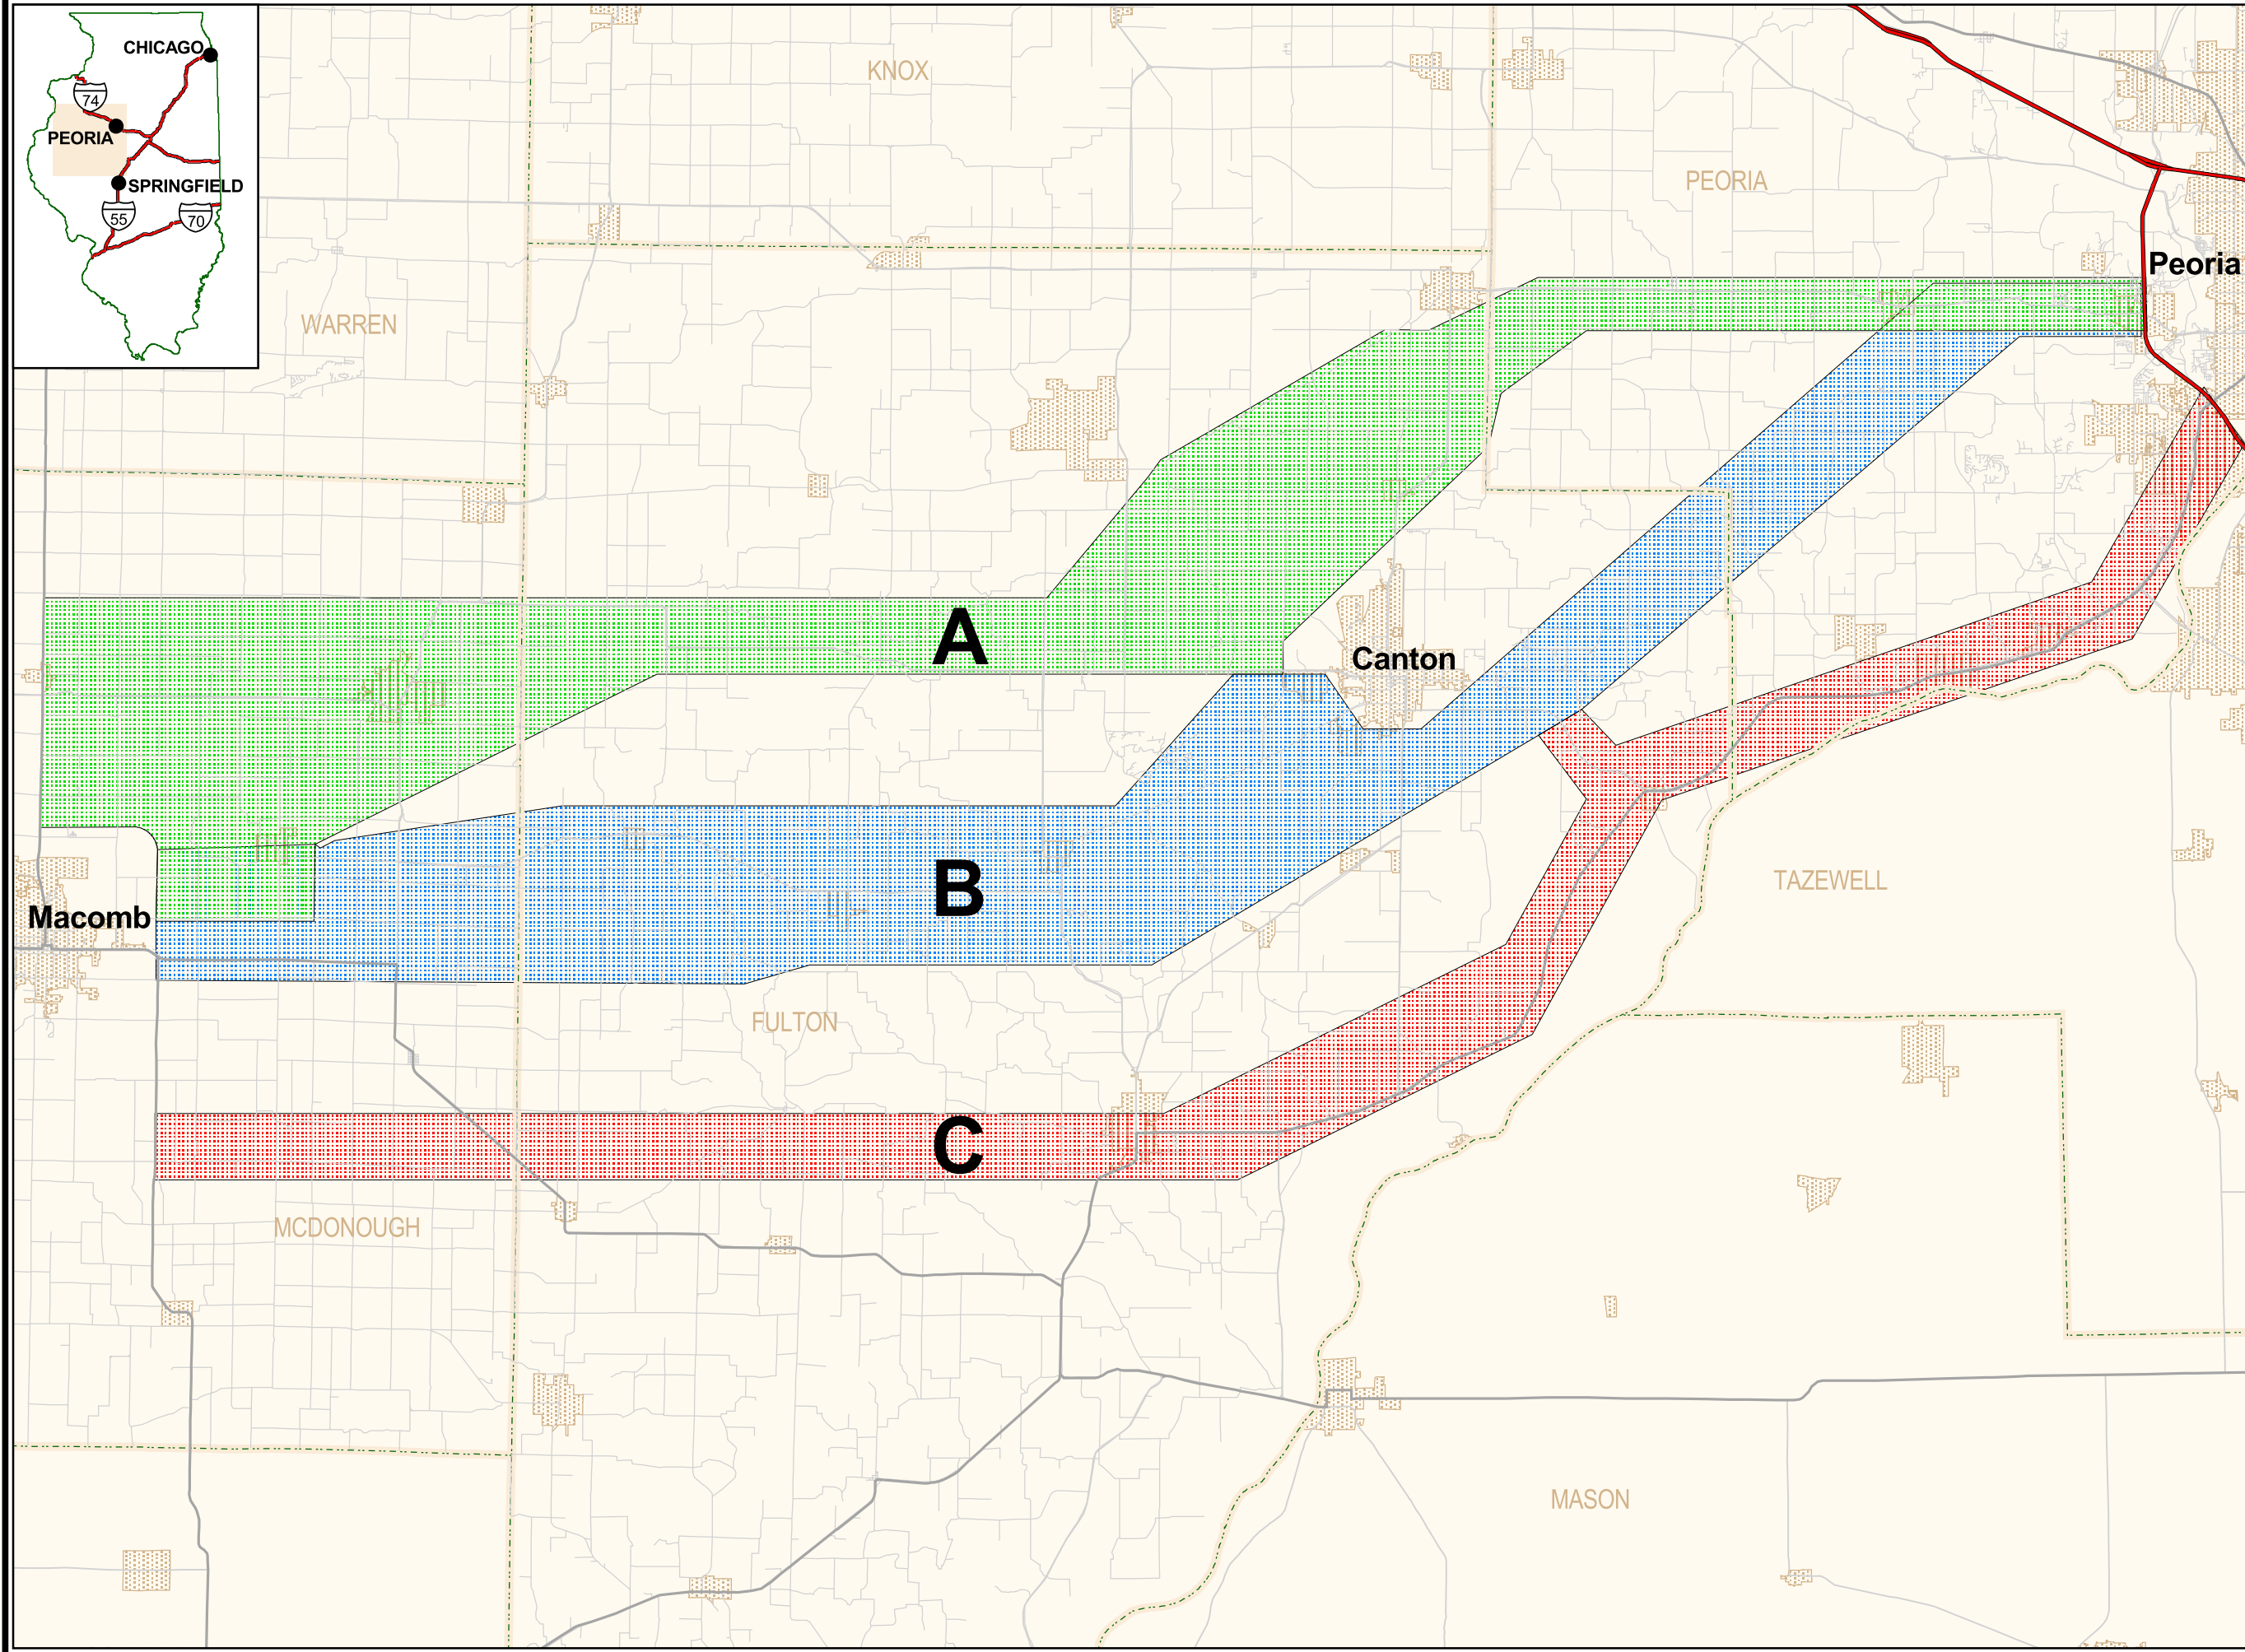 CHICAGO
74
PEORIA
SPRINGFIELD
55
70
KNOX
PEORIA
Peoria
WARREN
A
Canton
B
TAZEWELL
Macomb
FULTON
C
MCDONOUGH
MASON